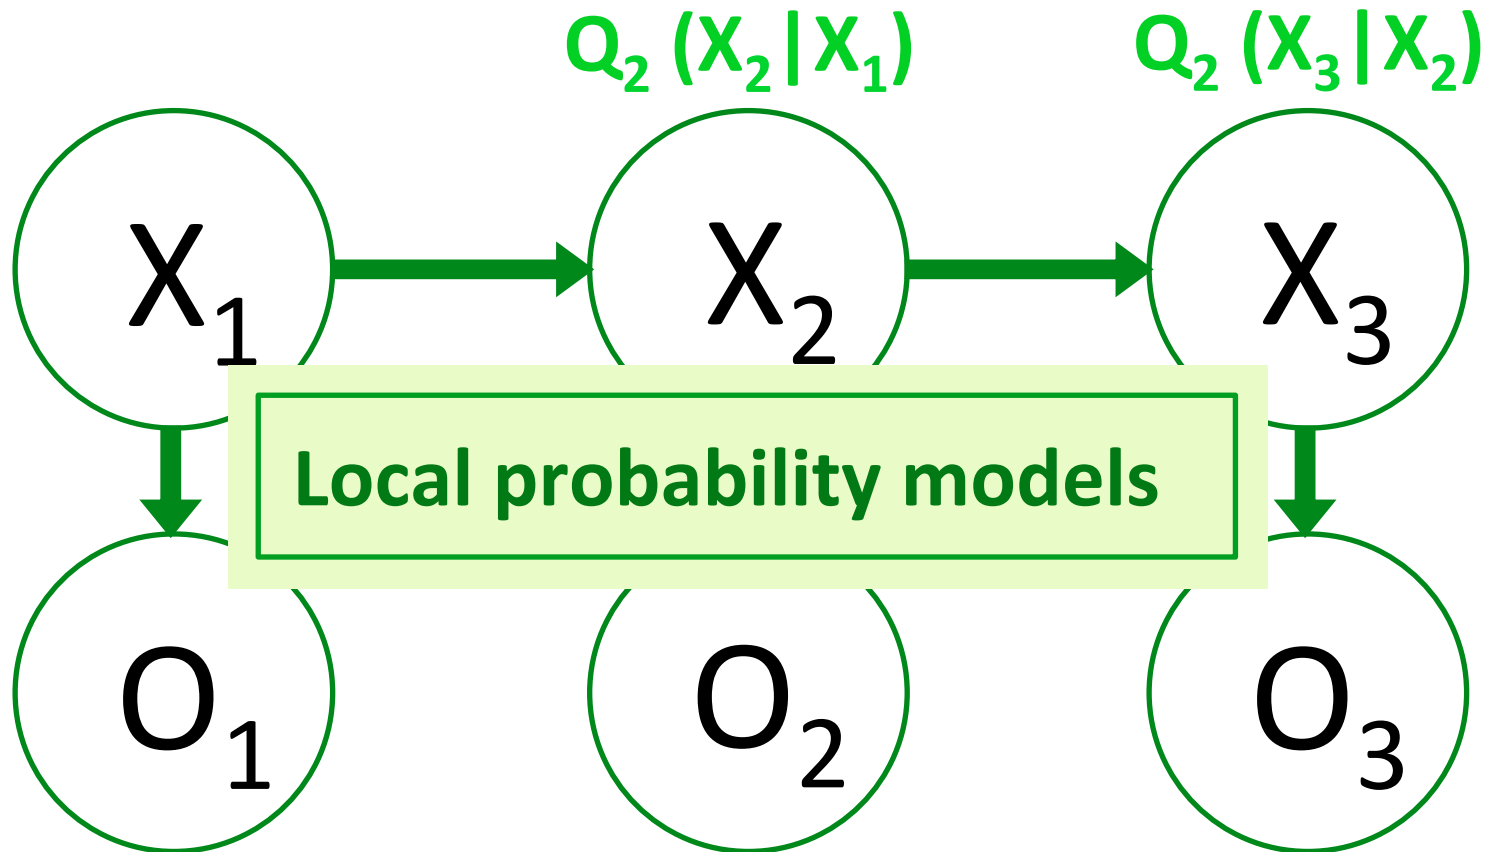 Q₂ (X₂|X₁) Q₂ (X₃|X₂)
X₁ X₂ X₃
Local probability models
O₁ O₂ O₃